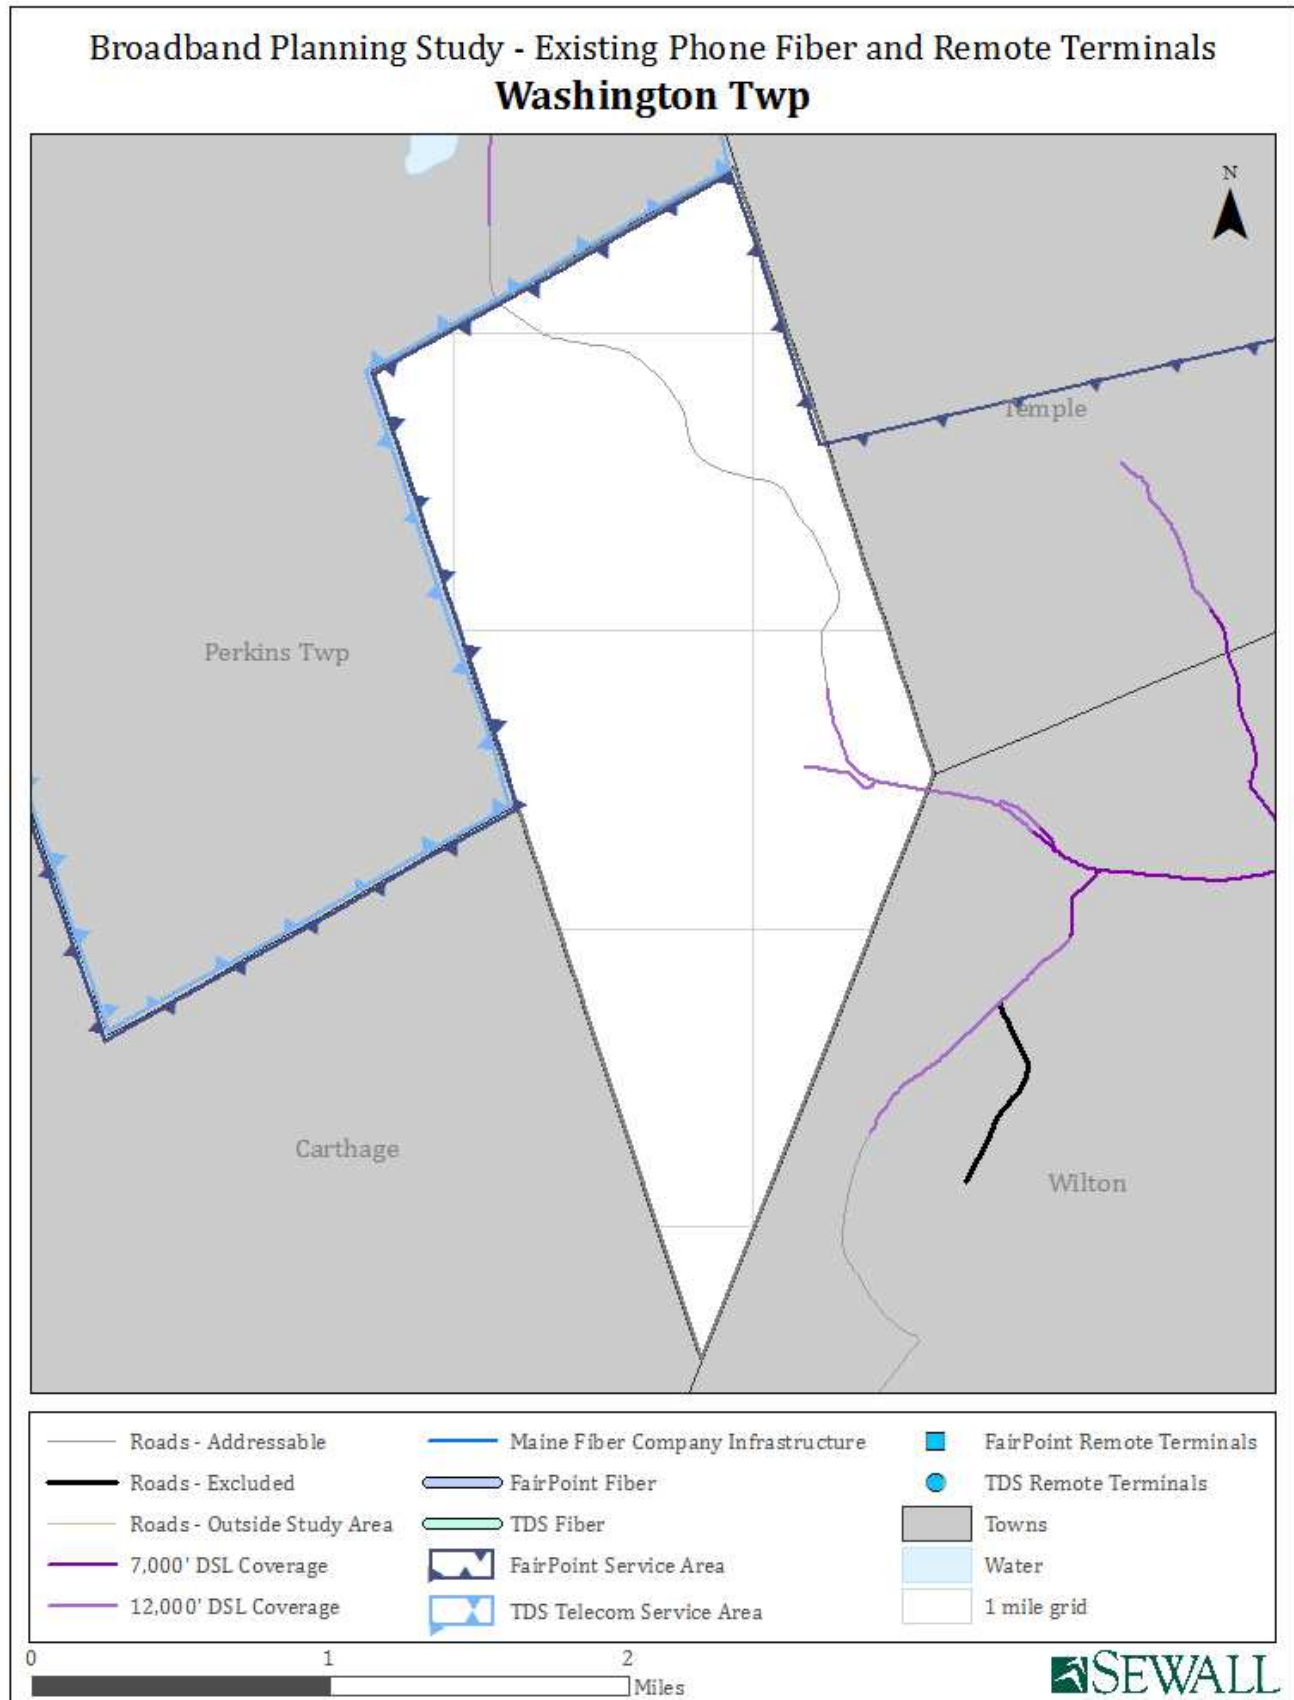 Broadband Planning Study - Existing Phone Fiber and Remote Terminals
Washington Twp
N
Temple
Perkins Twp
Carthage
Wilton
Roads - Addressable
Roads - Excluded
Roads - Outside Study Area
7,000' DSL Coverage
12,000' DSL Coverage
Maine Fiber Company Infrastructure
FairPoint Fiber
TDS Fiber
FairPoint Service Area
TDS Telecom Service Area
FairPoint Remote Terminals
TDS Remote Terminals
Towns
Water
1 mile grid
0 1 2
Miles
SEWALL